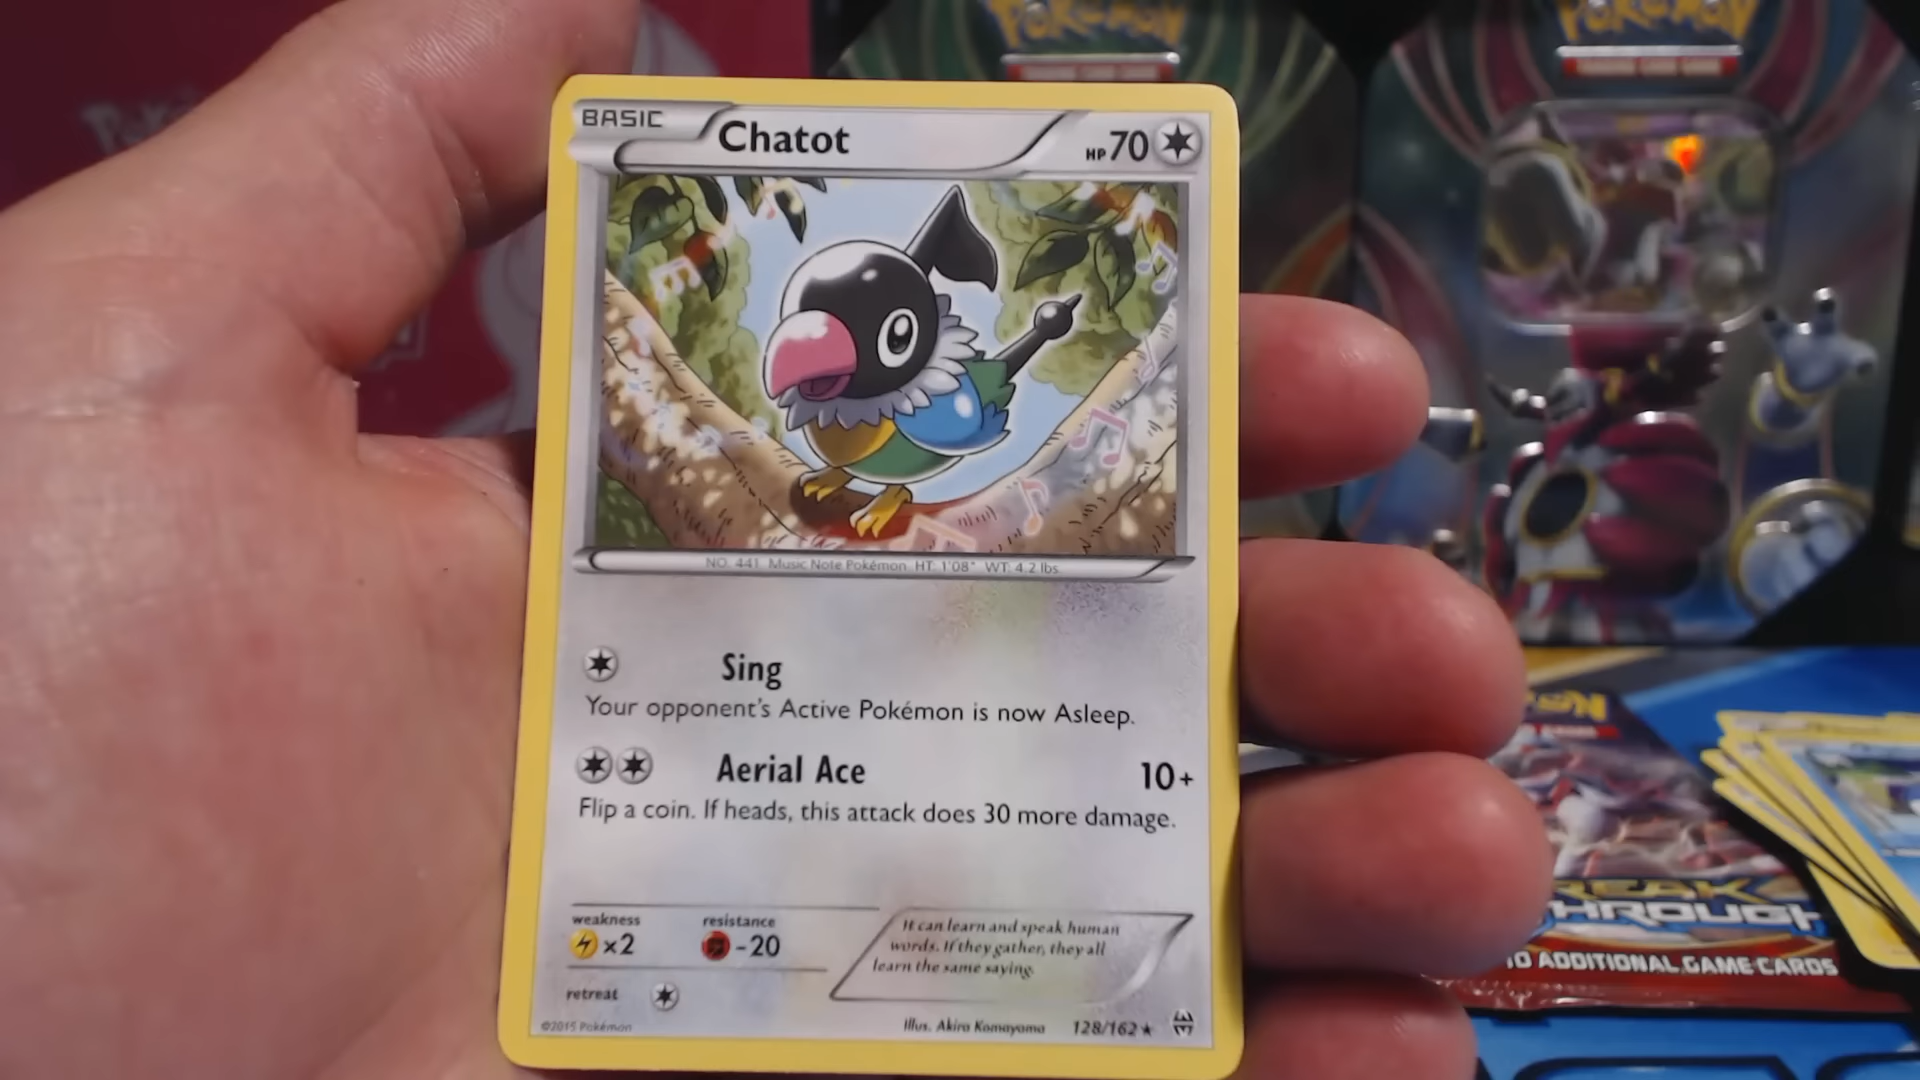 POKÉMON
POKÉMON
BASIC
Chatot
HP 70
NO. 441 Music Note Pokémon HT: 1'08" WT: 4.2 lbs.
Sing
Your opponent's Active Pokémon is now Asleep.
Aerial Ace 10+
Flip a coin. If heads, this attack does 30 more damage.
weakness
x2
resistance
-20
It can learn and speak human
words. If they gather, they all
learn the same saying.
retreat
©2015 Pokémon
Illus. Akira Komayama
128/162 ★
THROUGH
10 ADDITIONAL GAME CARDS